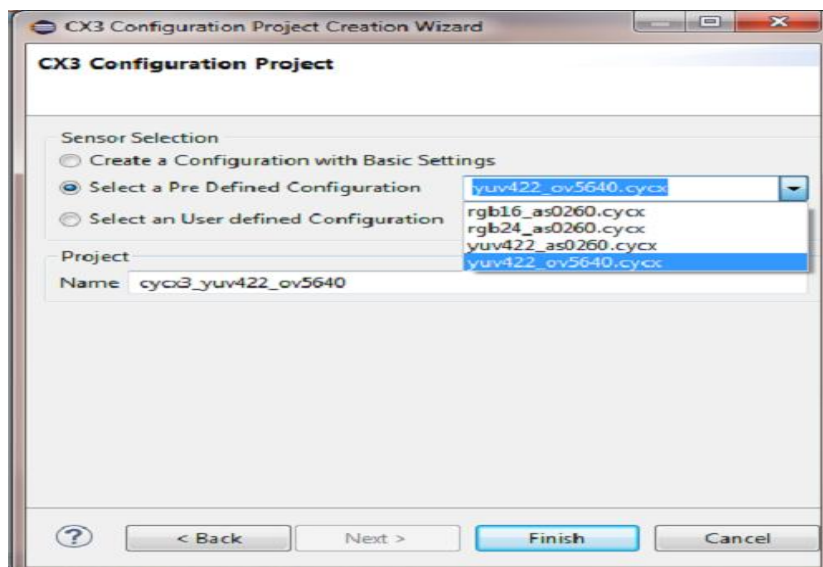 CX3 Configuration Project Creation Wizard
CX3 Configuration Project
Sensor Selection
Create a Configuration with Basic Settings
Select a Pre Defined Configuration yuv422_ov5640.cycx
Select an User defined Configuration
rgb16_as0260.cycx
rgb24_as0260.cycx
yuv422_as0260.cycx
yuv422_ov5640.cycx
Project
Name cycx3_yuv422_ov5640
? < Back Next > Finish Cancel